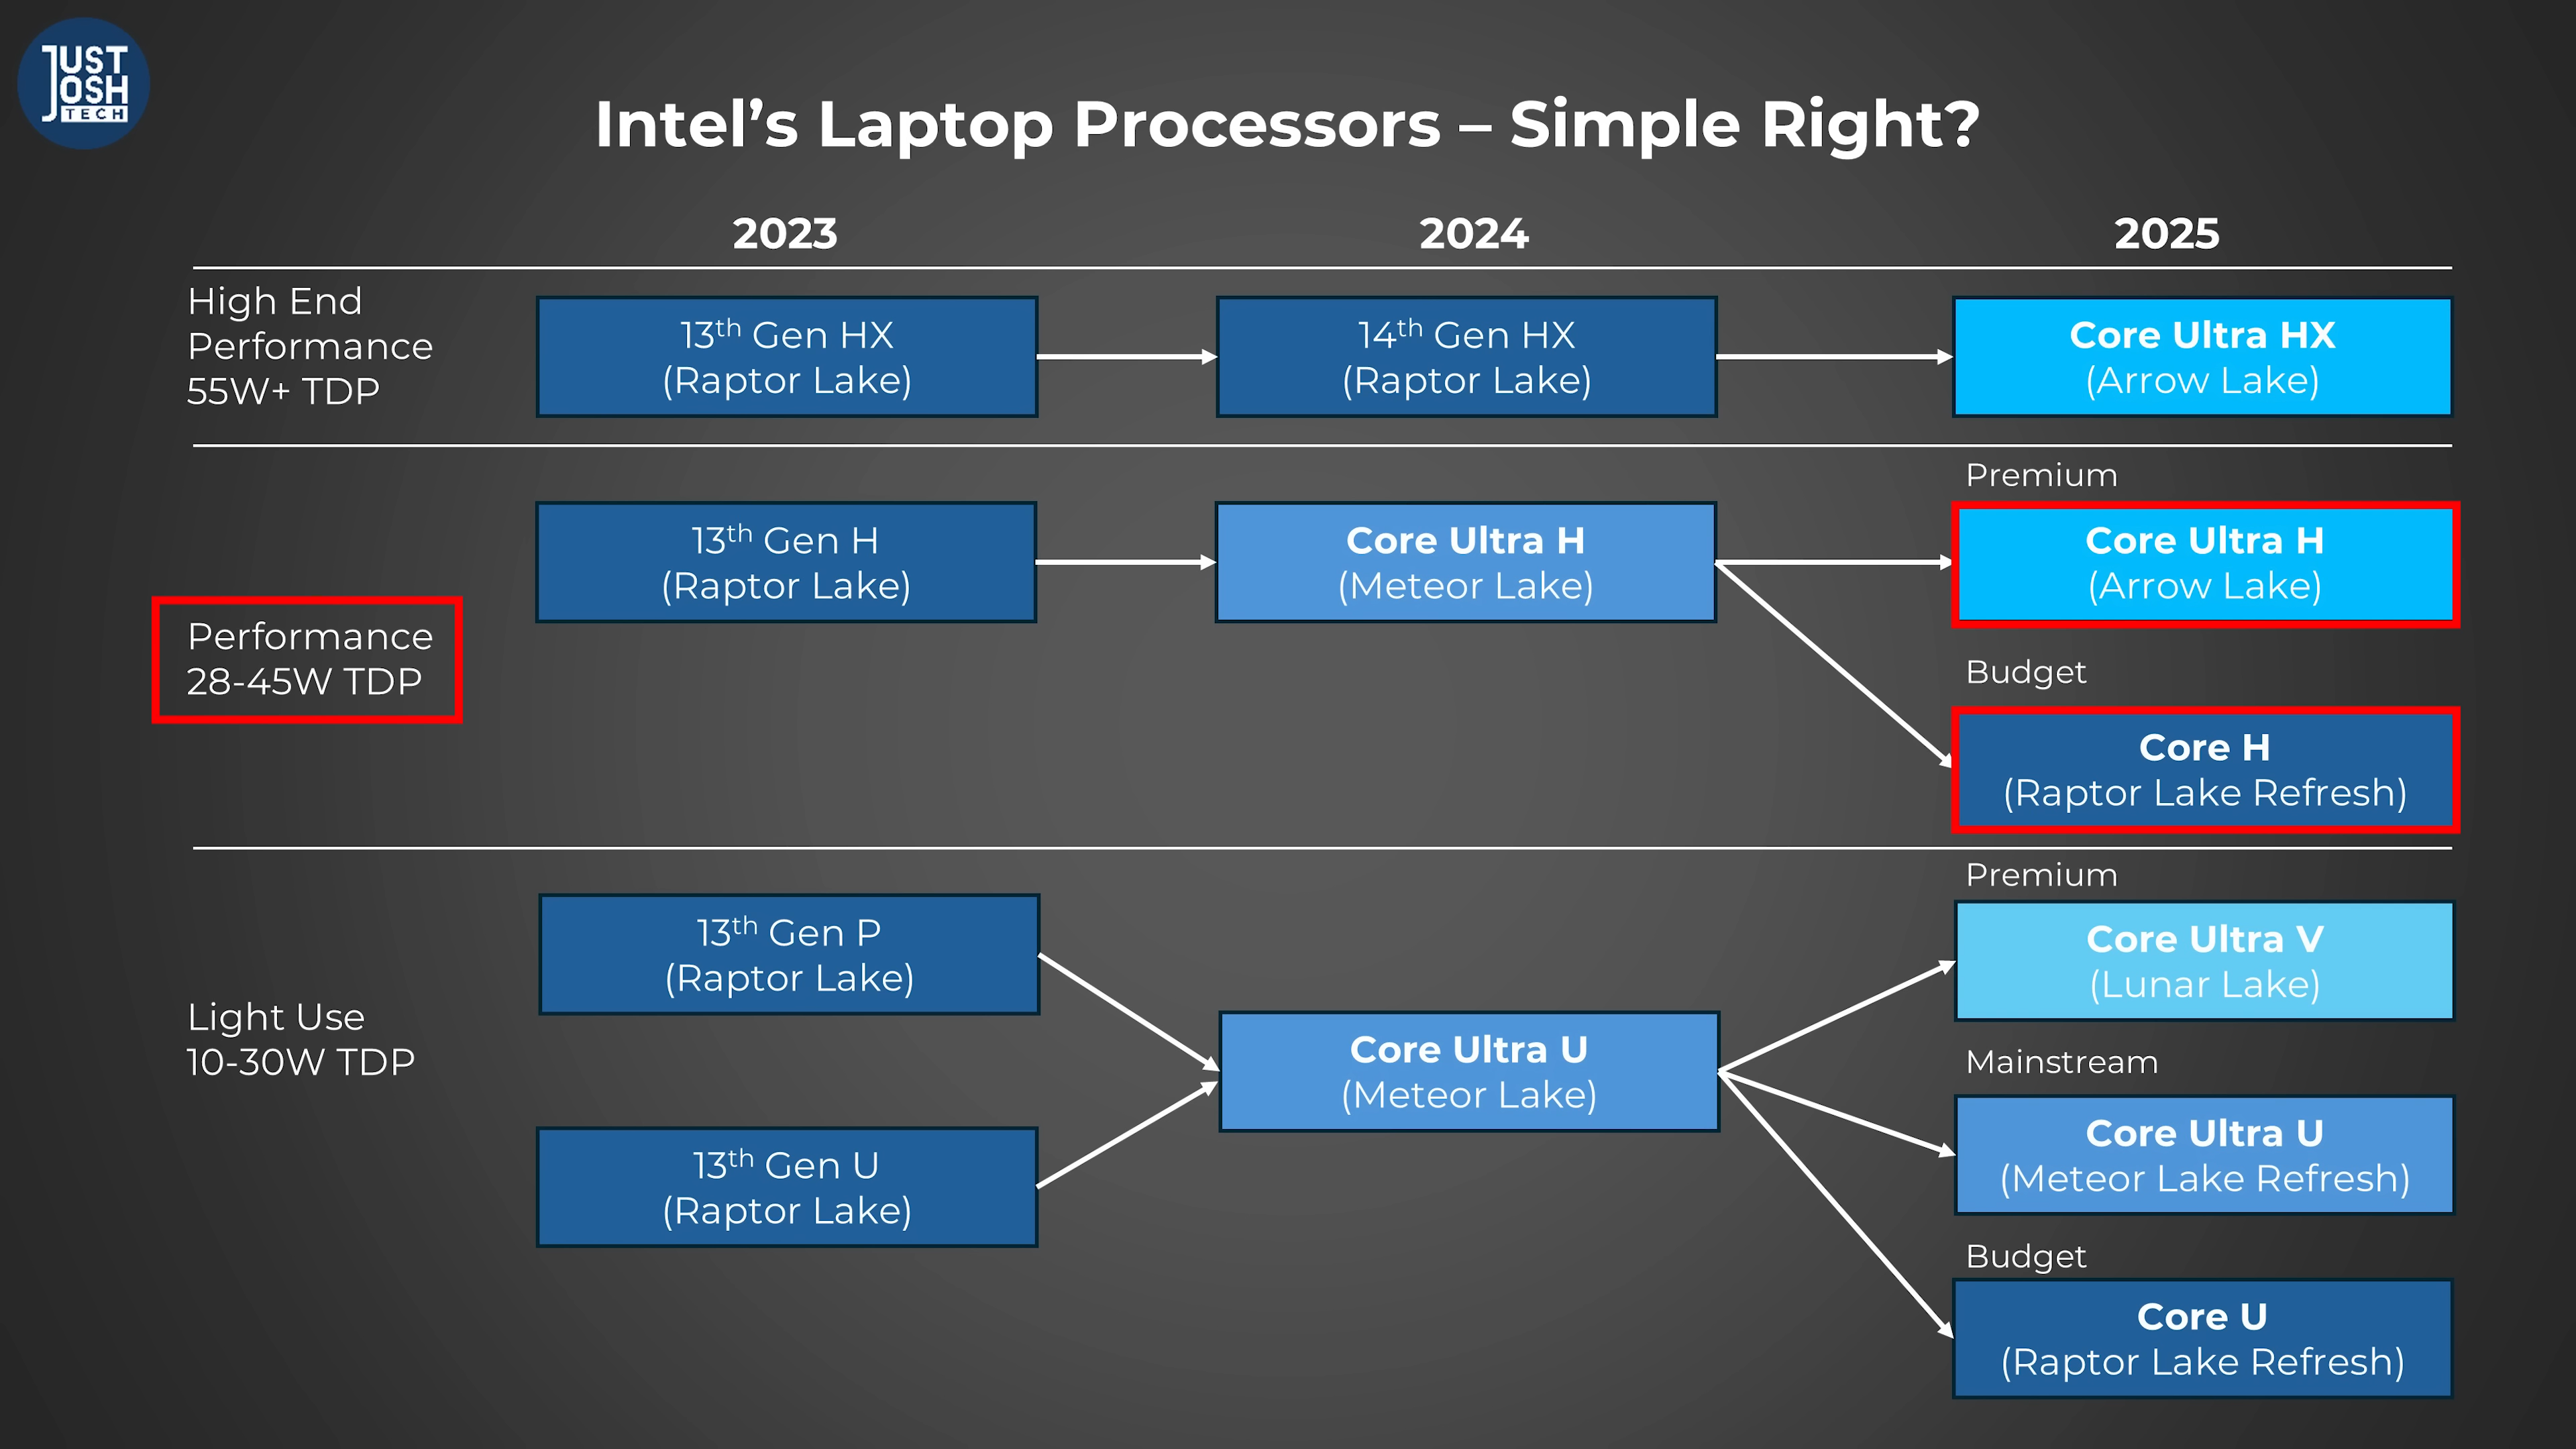 JUST
JOSH
TECH
Intel's Laptop Processors – Simple Right?
2023
2024
2025
High End
Performance
55W+ TDP
13th Gen HX
(Raptor Lake)
14th Gen HX
(Raptor Lake)
Core Ultra HX
(Arrow Lake)
Performance
28-45W TDP
13th Gen H
(Raptor Lake)
Core Ultra H
(Meteor Lake)
Premium
Core Ultra H
(Arrow Lake)
Budget
Core H
(Raptor Lake Refresh)
Light Use
10-30W TDP
13th Gen P
(Raptor Lake)
13th Gen U
(Raptor Lake)
Core Ultra U
(Meteor Lake)
Premium
Core Ultra V
(Lunar Lake)
Mainstream
Core Ultra U
(Meteor Lake Refresh)
Budget
Core U
(Raptor Lake Refresh)